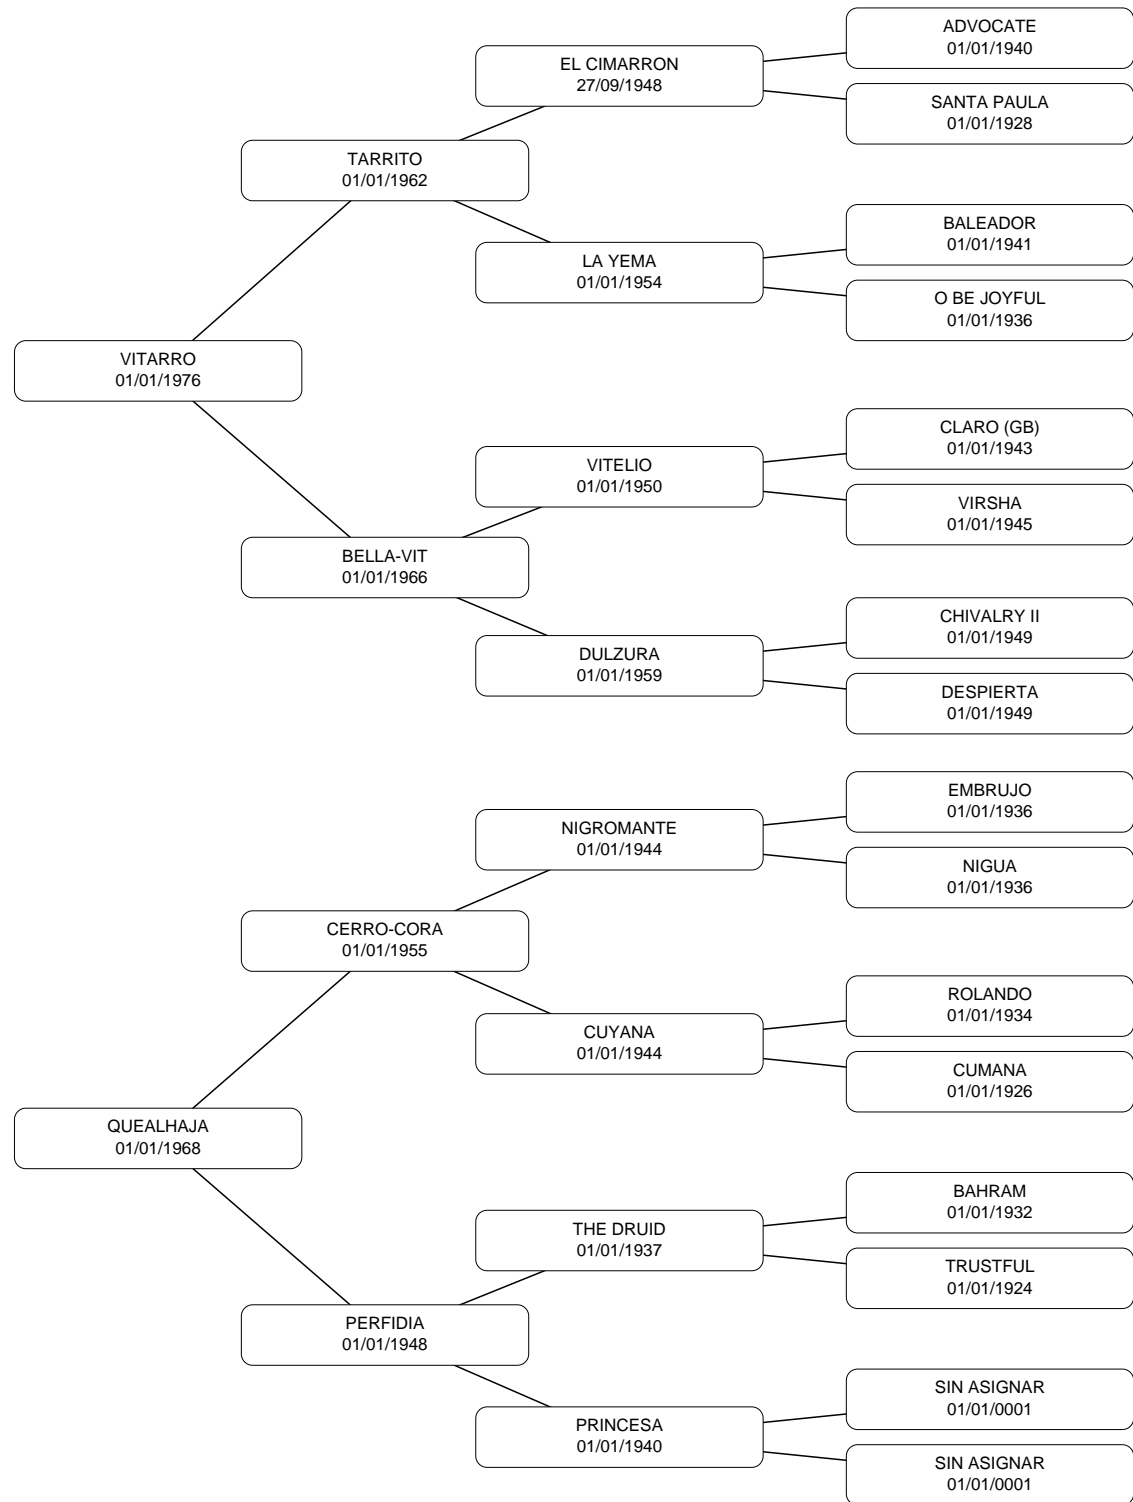 ADVOCATE
01/01/1940
EL CIMARRON
27/09/1948
SANTA PAULA
01/01/1928
TARRITO
01/01/1962
BALEADOR
01/01/1941
LA YEMA
01/01/1954
O BE JOYFUL
01/01/1936
VITARRO
01/01/1976
CLARO (GB)
01/01/1943
VITELIO
01/01/1950
VIRSHA
01/01/1945
BELLA-VIT
01/01/1966
CHIVALRY II
01/01/1949
DULZURA
01/01/1959
DESPIERTA
01/01/1949
EMBRUJO
01/01/1936
NIGROMANTE
01/01/1944
NIGUA
01/01/1936
CERRO-CORA
01/01/1955
ROLANDO
01/01/1934
CUYANA
01/01/1944
CUMANA
01/01/1926
QUEALHAJA
01/01/1968
BAHRAM
01/01/1932
THE DRUID
01/01/1937
TRUSTFUL
01/01/1924
PERFIDIA
01/01/1948
SIN ASIGNAR
01/01/0001
PRINCESA
01/01/1940
SIN ASIGNAR
01/01/0001